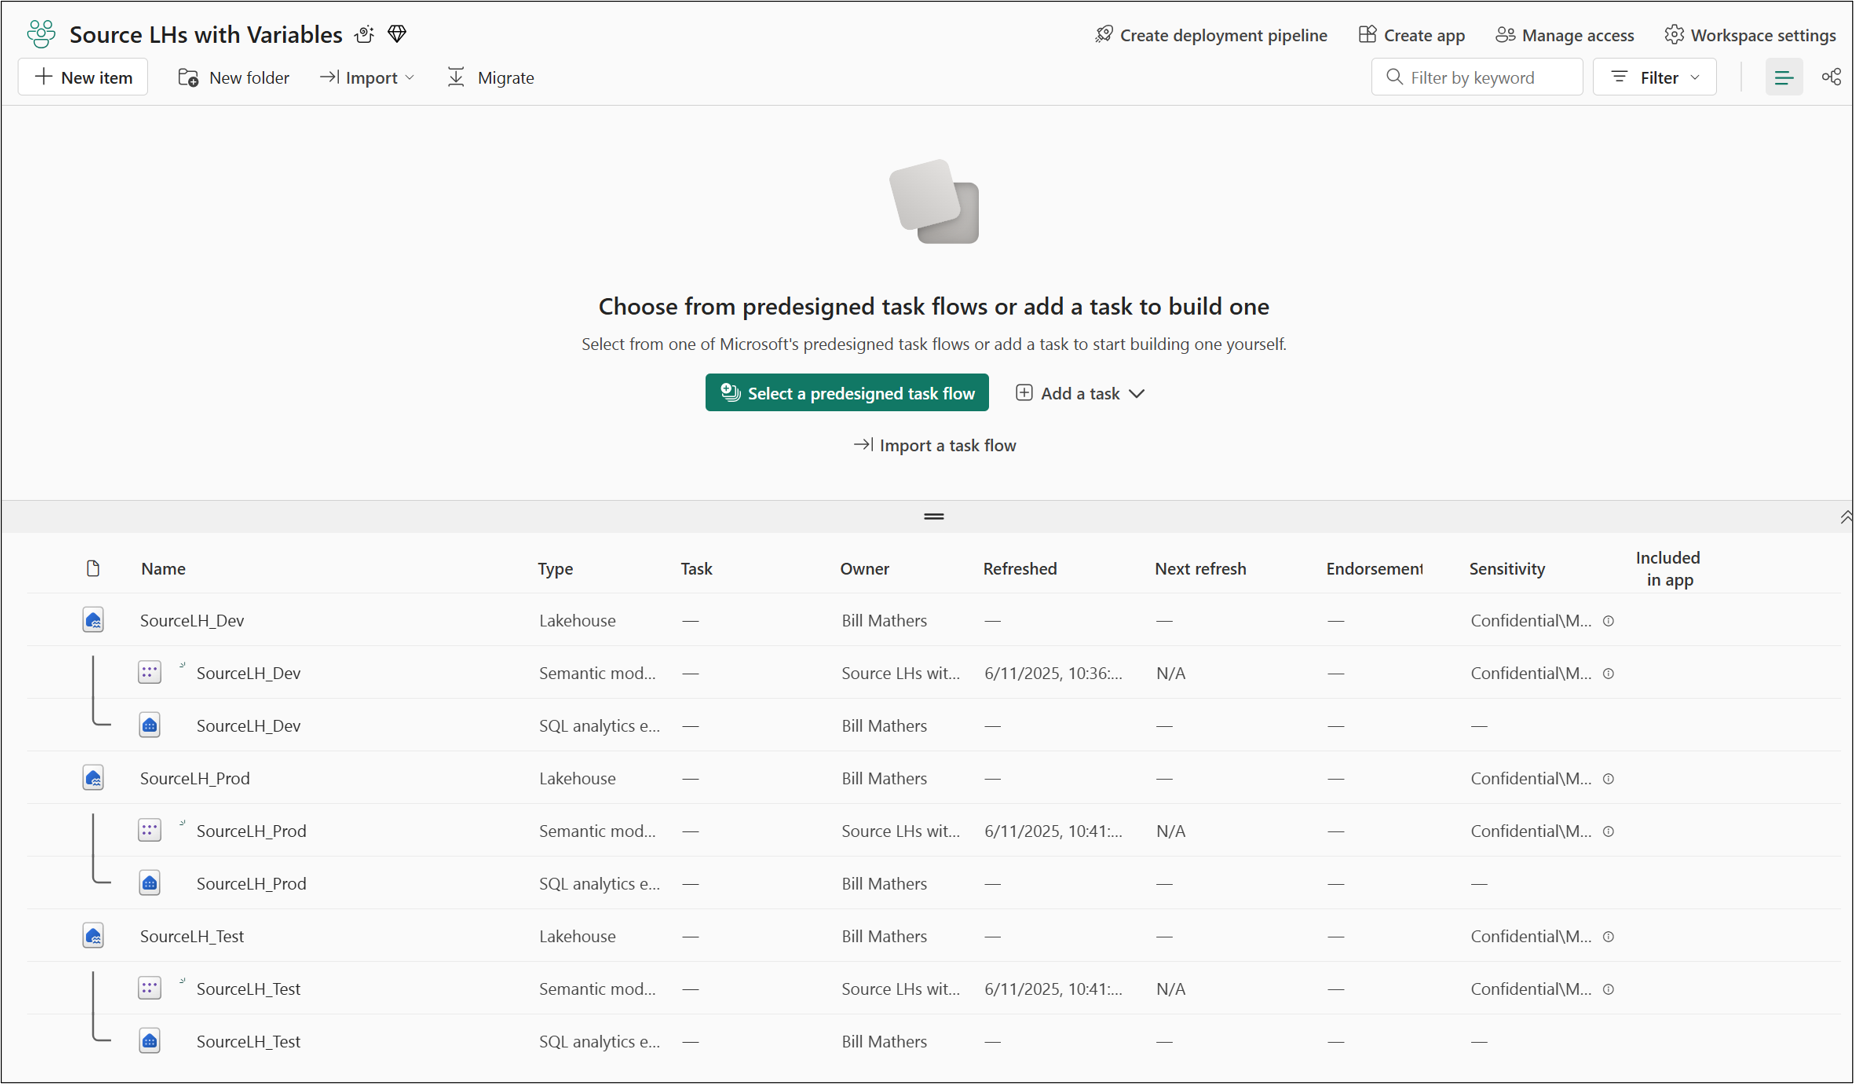 Source LHs with Variables
Create deployment pipeline Create app Manage access Workspace settings
New item New folder Import Migrate Filter by keyword Filter
Choose from predesigned task flows or add a task to build one
Select from one of Microsoft's predesigned task flows or add a task to start building one yourself.
Select a predesigned task flow Add a task
Import a task flow
Name Type Task Owner Refreshed Next refresh Endorsement Sensitivity Included in app
SourceLH_Dev Lakehouse — Bill Mathers — — — Confidential\M...
SourceLH_Dev Semantic mod... — Source LHs wit... 6/11/2025, 10:36:... N/A — Confidential\M...
SourceLH_Dev SQL analytics e... — Bill Mathers — — — —
SourceLH_Prod Lakehouse — Bill Mathers — — — Confidential\M...
SourceLH_Prod Semantic mod... — Source LHs wit... 6/11/2025, 10:41:... N/A — Confidential\M...
SourceLH_Prod SQL analytics e... — Bill Mathers — — — —
SourceLH_Test Lakehouse — Bill Mathers — — — Confidential\M...
SourceLH_Test Semantic mod... — Source LHs wit... 6/11/2025, 10:41:... N/A — Confidential\M...
SourceLH_Test SQL analytics e... — Bill Mathers — — — —